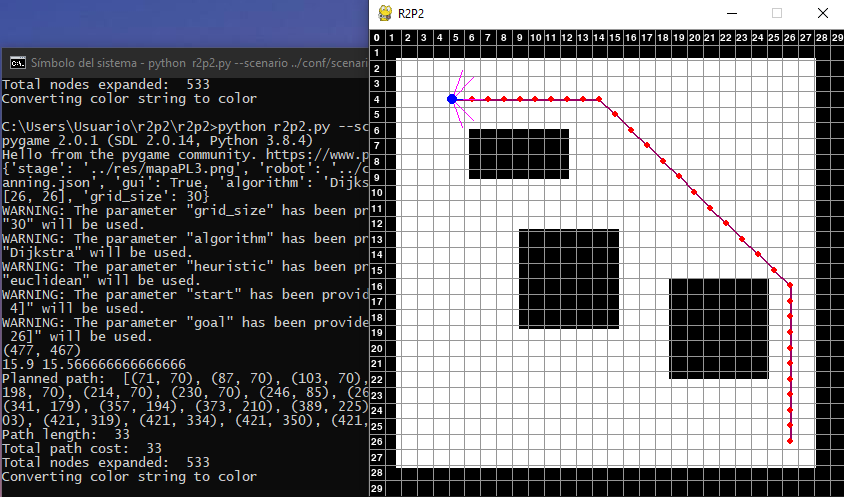 R2P2
Símbolo del sistema - python r2p2.py --scenario ../conf/scenari
Total nodes expanded:  533
Converting color string to color
C:\Users\Usuario\r2p2\r2p2>python r2p2.py --sc
pygame 2.0.1 (SDL 2.0.14, Python 3.8.4)
Hello from the pygame community. https://www.p
{'stage': '../res/mapaPL3.png', 'robot': '../c
anning.json', 'gui': True, 'algorithm': 'Dijks
[26, 26], 'grid_size': 30}
WARNING: The parameter "grid_size" has been pr
"30" will be used.
WARNING: The parameter "algorithm" has been pr
"Dijkstra" will be used.
WARNING: The parameter "heuristic" has been pr
"euclidean" will be used.
WARNING: The parameter "start" has been provid
 4]" will be used.
WARNING: The parameter "goal" has been provide
 26]" will be used.
(477, 467)
15.9 15.566666666666666
Planned path:  [(71, 70), (87, 70), (103, 70),
198, 70), (214, 70), (230, 70), (246, 85), (26
(341, 179), (357, 194), (373, 210), (389, 225)
03), (421, 319), (421, 334), (421, 350), (421,
Path length:  33
Total path cost:  33
Total nodes expanded:  533
Converting color string to color
0 1 2 3 4 5 6 7 8 9 10 11 12 13 14 15 16 17 18 19 20 21 22 23 24 25 26 27 28 29
1
2
3
4
5
6
7
8
9
10
11
12
13
14
15
16
17
18
19
20
21
22
23
24
25
26
27
28
29